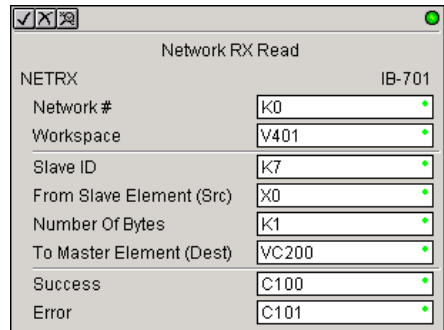 Network RX Read
NETRX IB-701
Network # K0
Workspace V401
Slave ID K7
From Slave Element (Src) X0
Number Of Bytes K1
To Master Element (Dest) VC200
Success C100
Error C101